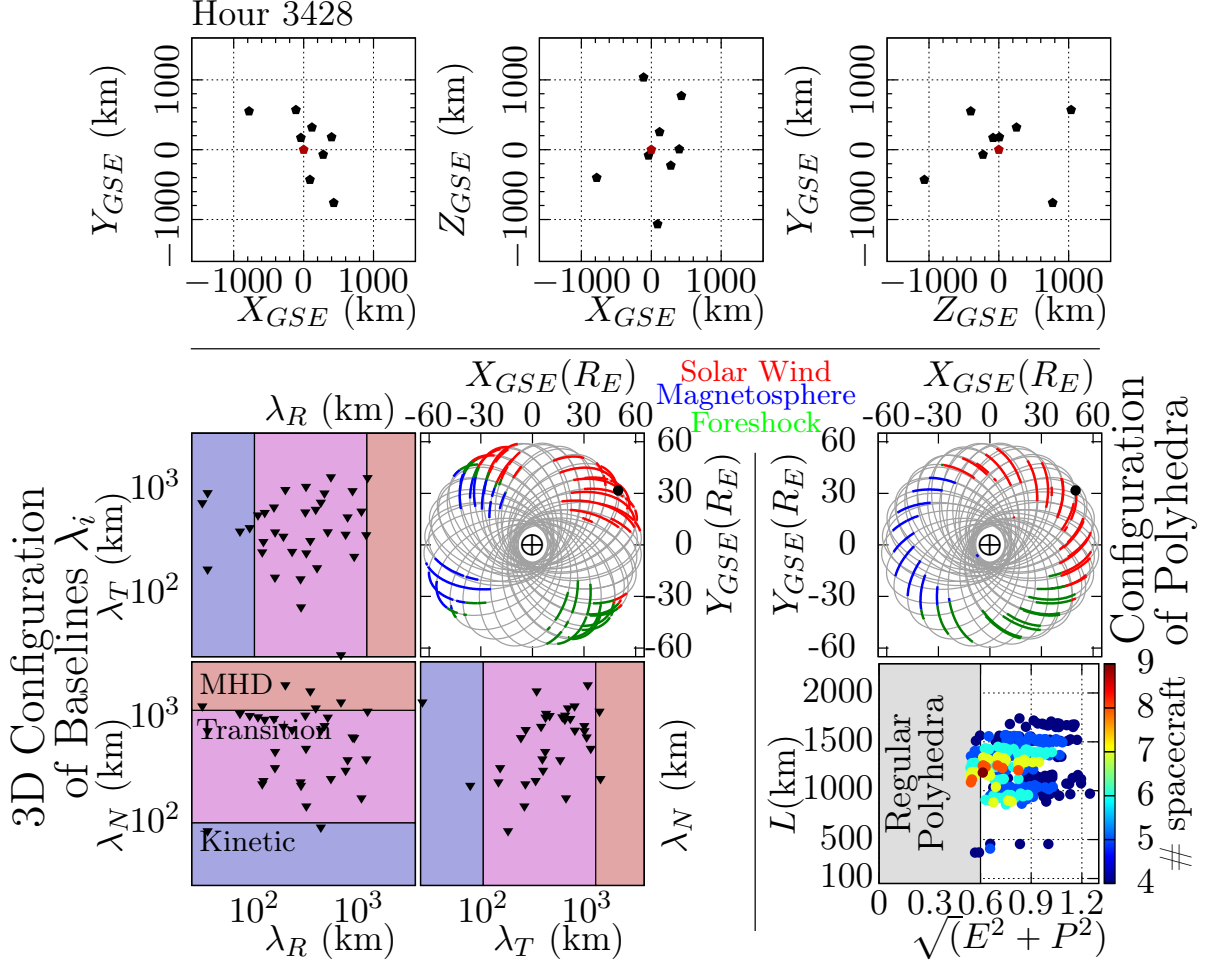 Hour 3428
Y_GSE (km)
1000
0
−1000
−1000 0 1000
X_GSE (km)
Z_GSE (km)
1000
0
−1000
−1000 0 1000
X_GSE (km)
Y_GSE (km)
1000
0
−1000
−1000 0 1000
Z_GSE (km)
3D Configuration
of Baselines λ_i
λ_R (km)
λ_T (km)
10^3
10^2
X_GSE(R_E)
-60 -30 0 30 60
Solar Wind
Magnetosphere
Foreshock
60
30
0
-30
-60
Y_GSE(R_E)
X_GSE(R_E)
-60 -30 0 30 60
Y_GSE(R_E)
60
30
0
-30
-60
Configuration
of Polyhedra
MHD
Transition
Kinetic
λ_N (km)
10^3
10^2
10^2 10^3
λ_R (km)
10^2 10^3
λ_T (km)
λ_N (km)
L(km)
2000
1500
1000
500
100
Regular
Polyhedra
0 0.3 0.6 0.9 1.2
√(E^2 + P^2)
9
8
7
6
5
4
# spacecraft